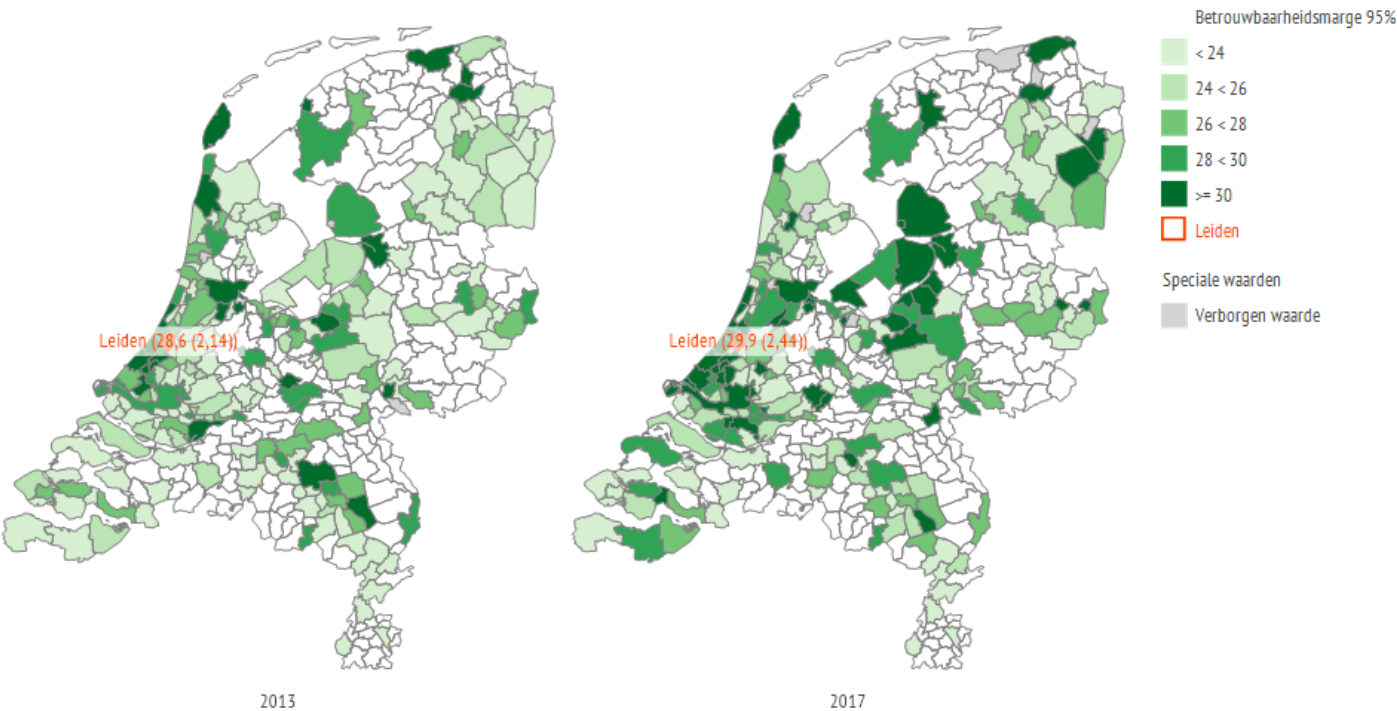 Betrouwbaarheidsmarge 95%
< 24
24 < 26
26 < 28
28 < 30
>= 30
Leiden
Speciale waarden
Verborgen waarde
Leiden (28,6 (2,14))
Leiden (29,9 (2,44))
2013
2017